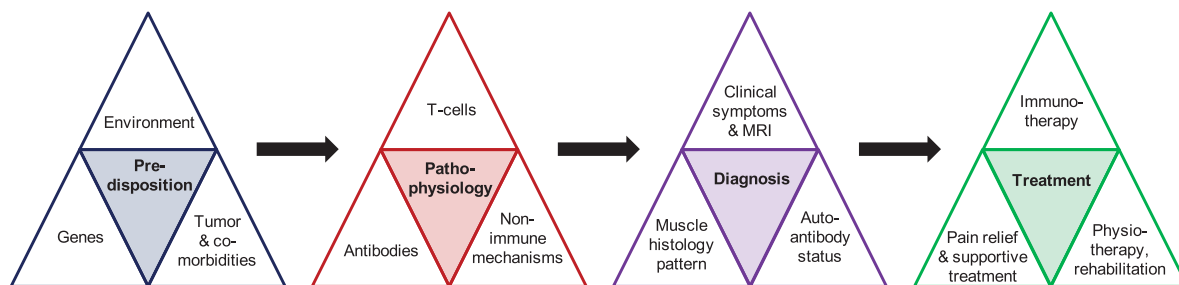 Environment
Pre-
disposition
Genes
Tumor
& co-
morbidities
T-cells
Patho-
physiology
Antibodies
Non-
immune
mechanisms
Clinical
symptoms
& MRI
Diagnosis
Muscle
histology
pattern
Auto-
antibody
status
Immuno-
therapy
Treatment
Pain relief
& supportive
treatment
Physio-
therapy,
rehabilitation